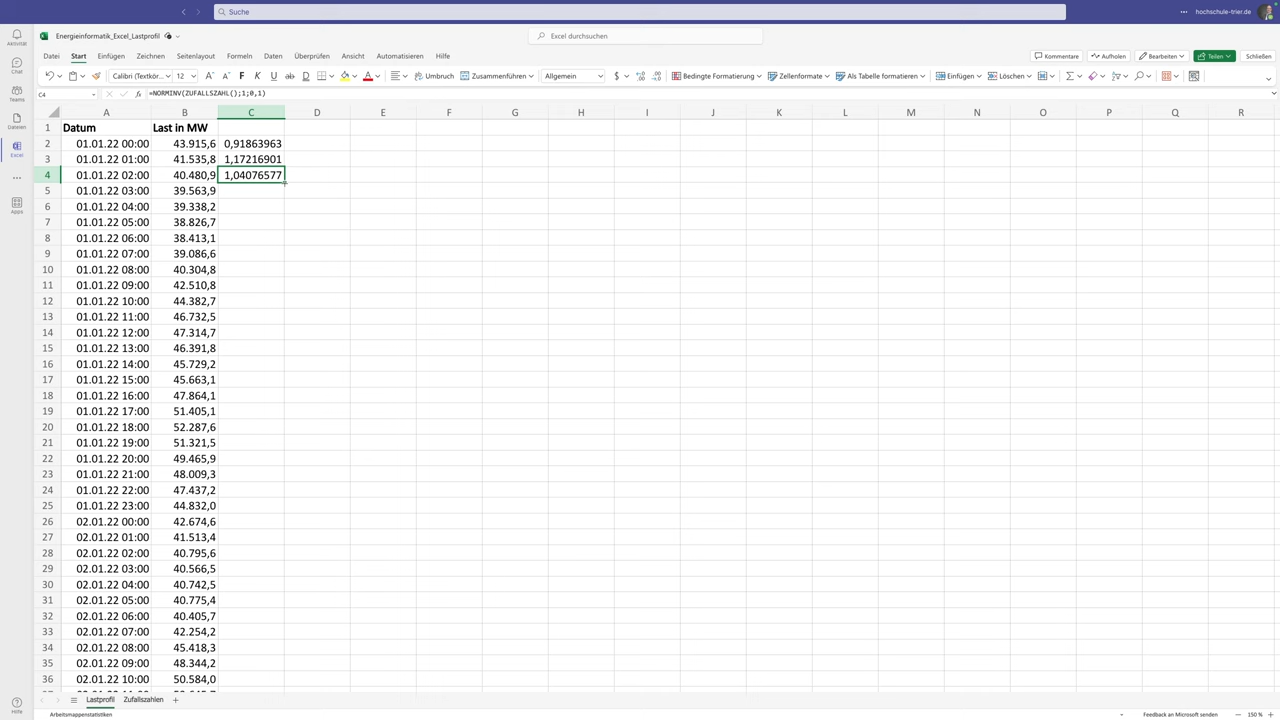 Suche
hochschule-trier.de
Energieinformatik_Excel_Lastprofil
Excel durchsuchen
Aktivität
Chat
Teams
Dateien
Excel
Apps
Hilfe
Datei Start Einfügen Zeichnen Seitenlayout Formeln Daten Überprüfen Ansicht Automatisieren Hilfe
Kommentare Aufholen Bearbeiten Teilen Schließen
Calibri (Textkör... 12 F K U ab D A Umbruch Zusammenführen Allgemein $ Bedingte Formatierung Zellenformate Als Tabelle formatieren Einfügen Löschen
C4 fx =NORMINV(ZUFALLSZAHL();1;0,1)
A B C D E F G H I J K L M N O P Q R
1 Datum Last in MW
2 01.01.22 00:00 43.915,6 0,91863963
3 01.01.22 01:00 41.535,8 1,17216901
4 01.01.22 02:00 40.480,9 1,04076577
5 01.01.22 03:00 39.563,9
6 01.01.22 04:00 39.338,2
7 01.01.22 05:00 38.826,7
8 01.01.22 06:00 38.413,1
9 01.01.22 07:00 39.086,6
10 01.01.22 08:00 40.304,8
11 01.01.22 09:00 42.510,8
12 01.01.22 10:00 44.382,7
13 01.01.22 11:00 46.732,5
14 01.01.22 12:00 47.314,7
15 01.01.22 13:00 46.391,8
16 01.01.22 14:00 45.729,2
17 01.01.22 15:00 45.663,1
18 01.01.22 16:00 47.864,1
19 01.01.22 17:00 51.405,1
20 01.01.22 18:00 52.287,6
21 01.01.22 19:00 51.321,5
22 01.01.22 20:00 49.465,9
23 01.01.22 21:00 48.009,3
24 01.01.22 22:00 47.437,2
25 01.01.22 23:00 44.832,0
26 02.01.22 00:00 42.674,6
27 02.01.22 01:00 41.513,4
28 02.01.22 02:00 40.795,6
29 02.01.22 03:00 40.566,5
30 02.01.22 04:00 40.742,5
31 02.01.22 05:00 40.775,4
32 02.01.22 06:00 40.405,7
33 02.01.22 07:00 42.254,2
34 02.01.22 08:00 45.418,3
35 02.01.22 09:00 48.344,2
36 02.01.22 10:00 50.584,0
Lastprofil Zufallszahlen
Arbeitsmappenstatistiken Feedback an Microsoft senden 150 %